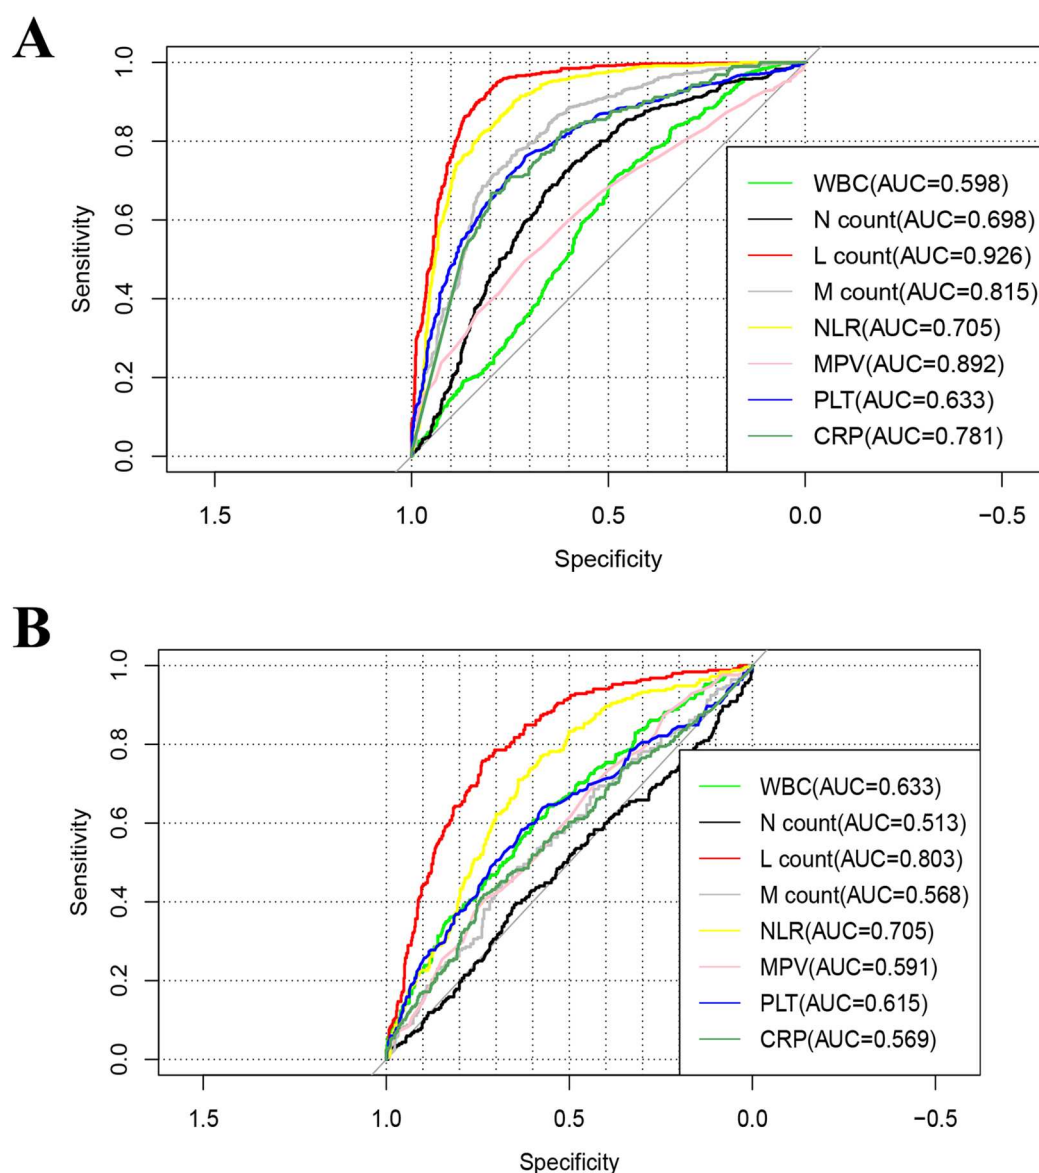 A
Sensitivity
1.0
0.8
0.6
0.4
0.2
0.0
WBC(AUC=0.598)
N count(AUC=0.698)
L count(AUC=0.926)
M count(AUC=0.815)
NLR(AUC=0.705)
MPV(AUC=0.892)
PLT(AUC=0.633)
CRP(AUC=0.781)
1.5 1.0 0.5 0.0 −0.5
Specificity
B
Sensitivity
1.0
0.8
0.6
0.4
0.2
0.0
WBC(AUC=0.633)
N count(AUC=0.513)
L count(AUC=0.803)
M count(AUC=0.568)
NLR(AUC=0.705)
MPV(AUC=0.591)
PLT(AUC=0.615)
CRP(AUC=0.569)
1.5 1.0 0.5 0.0 −0.5
Specificity